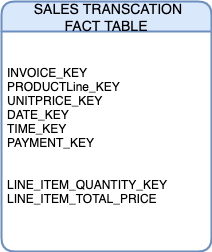 SALES TRANSCATION
FACT TABLE
INVOICE_KEY
PRODUCTLine_KEY
UNITPRICE_KEY
DATE_KEY
TIME_KEY
PAYMENT_KEY
LINE_ITEM_QUANTITY_KEY
LINE_ITEM_TOTAL_PRICE